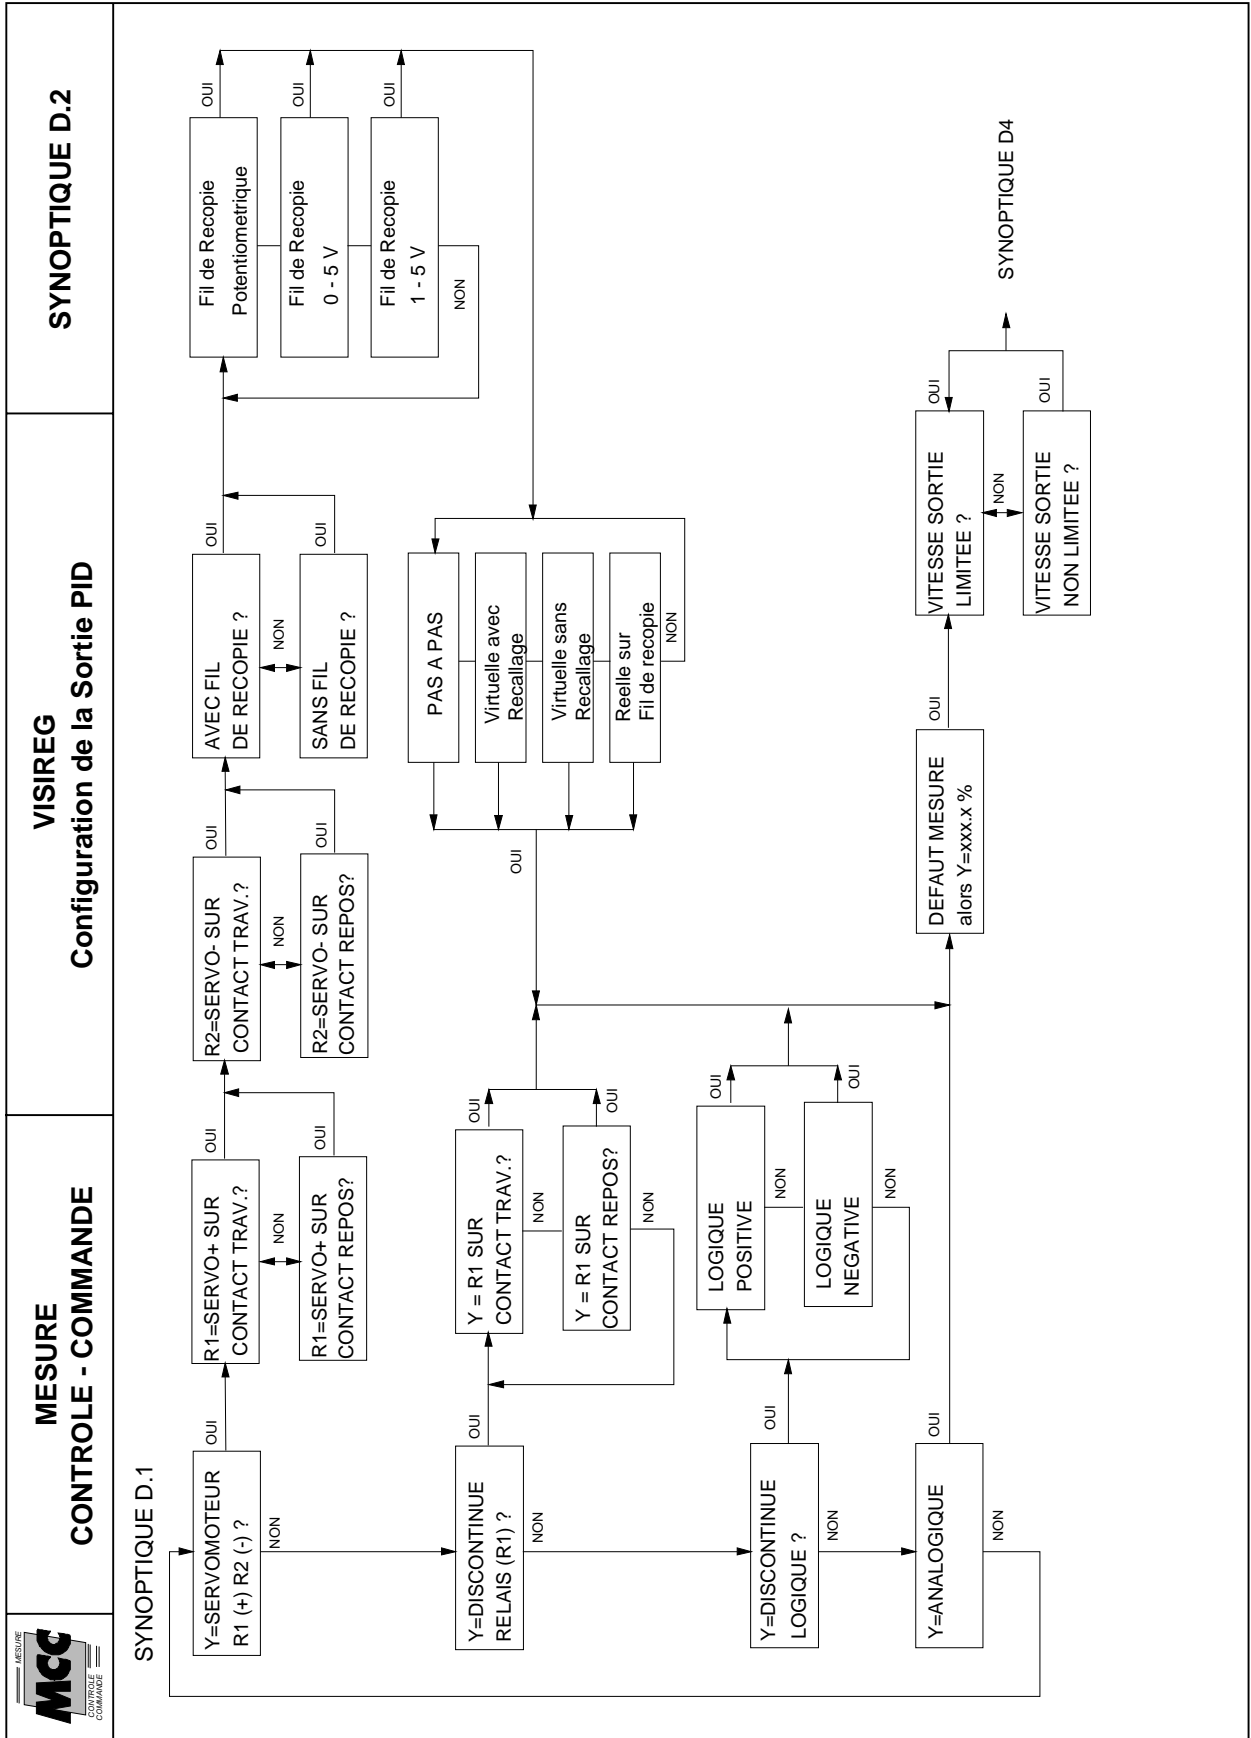 MESURE
MCC
CONTROLE
COMMANDE
MESURE
CONTROLE - COMMANDE
VISIREG
Configuration de la Sortie PID
SYNOPTIQUE D.2
SYNOPTIQUE D.1
Y=SERVOMOTEUR
R1 (+) R2 (-) ?
OUI
NON
R1=SERVO+ SUR
CONTACT TRAV.?
OUI
NON
R1=SERVO+ SUR
CONTACT REPOS?
OUI
R2=SERVO- SUR
CONTACT TRAV.?
OUI
NON
R2=SERVO- SUR
CONTACT REPOS?
OUI
AVEC FIL
DE RECOPIE ?
OUI
NON
SANS FIL
DE RECOPIE ?
OUI
Fil de Recopie
Potentiometrique
OUI
Fil de Recopie
0 - 5 V
OUI
Fil de Recopie
1 - 5 V
OUI
NON
PAS A PAS
Virtuelle avec
Recallage
Virtuelle sans
Recallage
Reelle sur
Fil de recopie
NON
OUI
Y=DISCONTINUE
RELAIS (R1) ?
OUI
NON
Y = R1 SUR
CONTACT TRAV.?
OUI
NON
Y = R1 SUR
CONTACT REPOS?
OUI
NON
Y=DISCONTINUE
LOGIQUE ?
OUI
NON
LOGIQUE
POSITIVE
OUI
NON
LOGIQUE
NEGATIVE
OUI
NON
Y=ANALOGIQUE
OUI
NON
DEFAUT MESURE
alors Y=xxx.x %
OUI
VITESSE SORTIE
LIMITEE ?
OUI
NON
VITESSE SORTIE
NON LIMITEE ?
OUI
SYNOPTIQUE D4